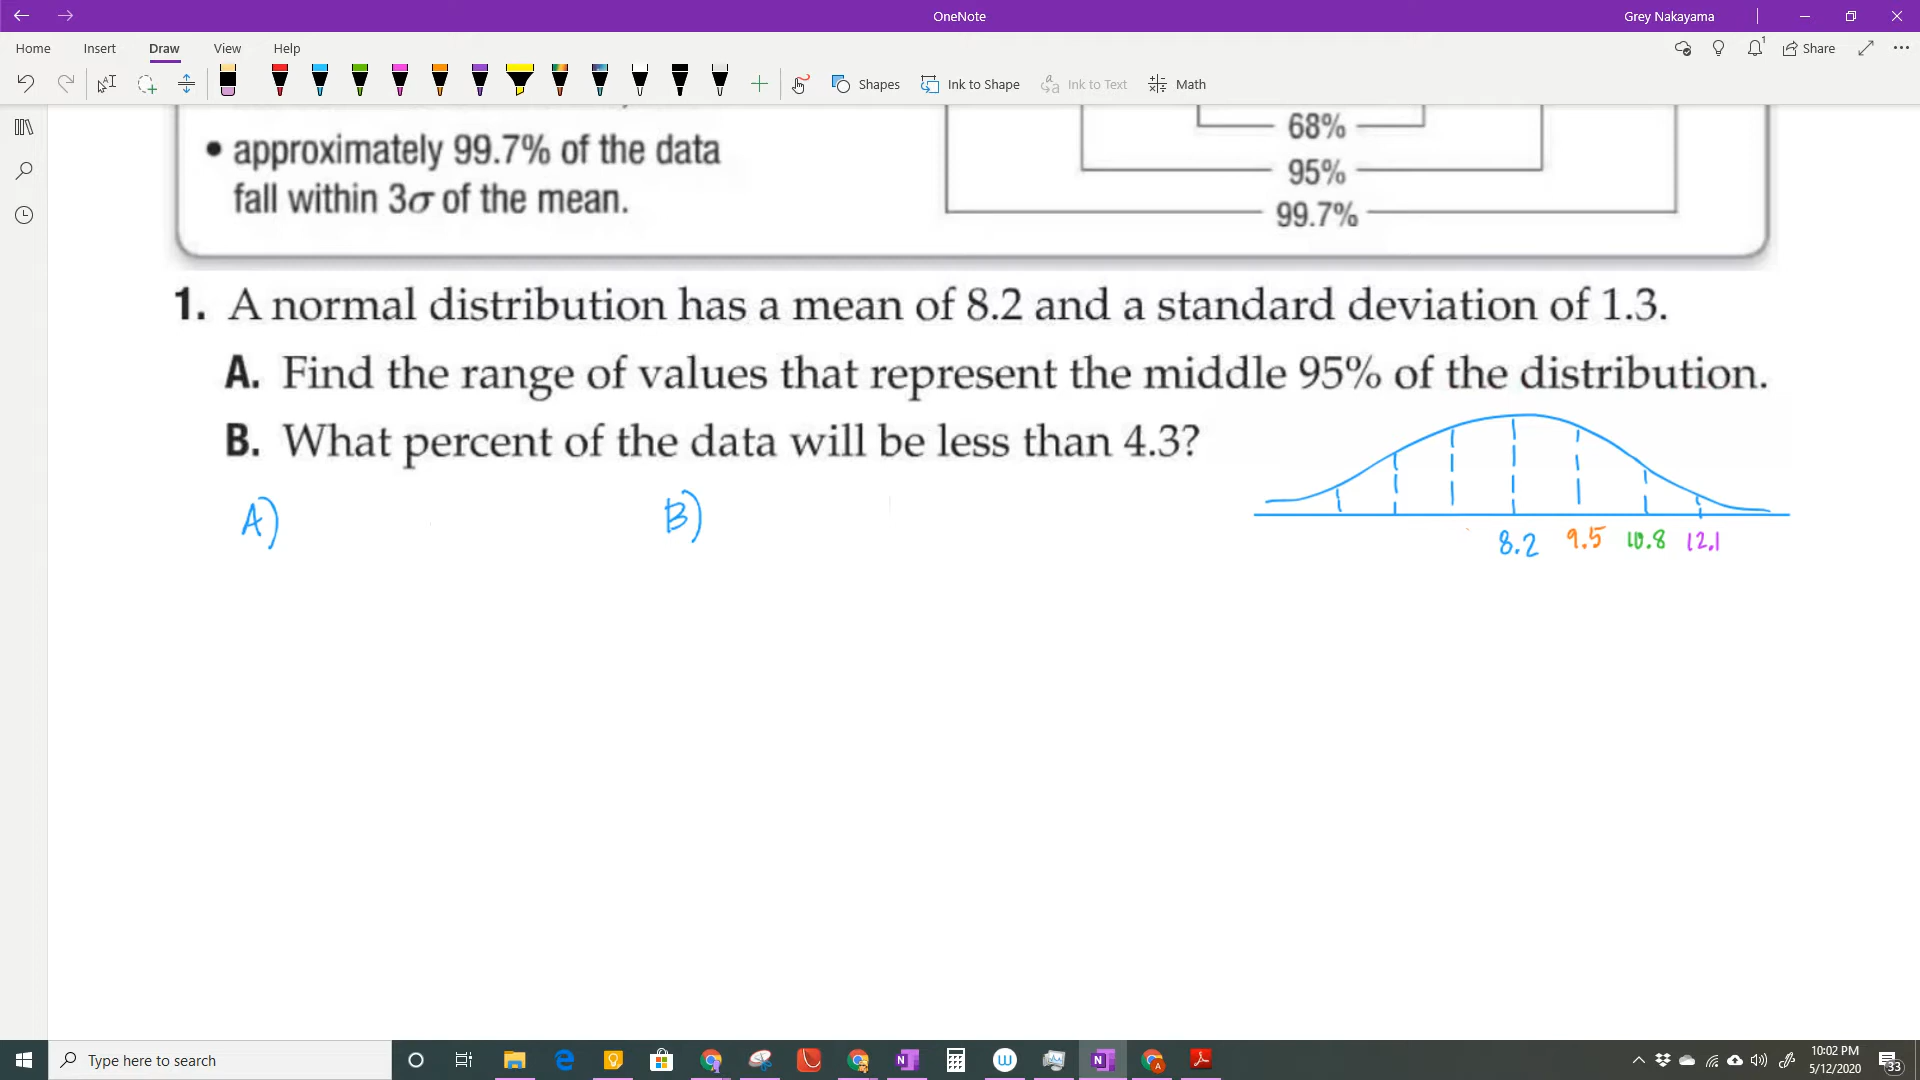 OneNote
Grey Nakayama
Home Insert Draw View Help
1
Share
Shapes Ink to Shape Ink to Text Math
• approximately 99.7% of the data
fall within 3σ of the mean.
68%
95%
99.7%
1. A normal distribution has a mean of 8.2 and a standard deviation of 1.3.
A. Find the range of values that represent the middle 95% of the distribution.
B. What percent of the data will be less than 4.3?
A) B)
8.2 9.5 10.8 12.1
Type here to search
10:02 PM
5/12/2020
33